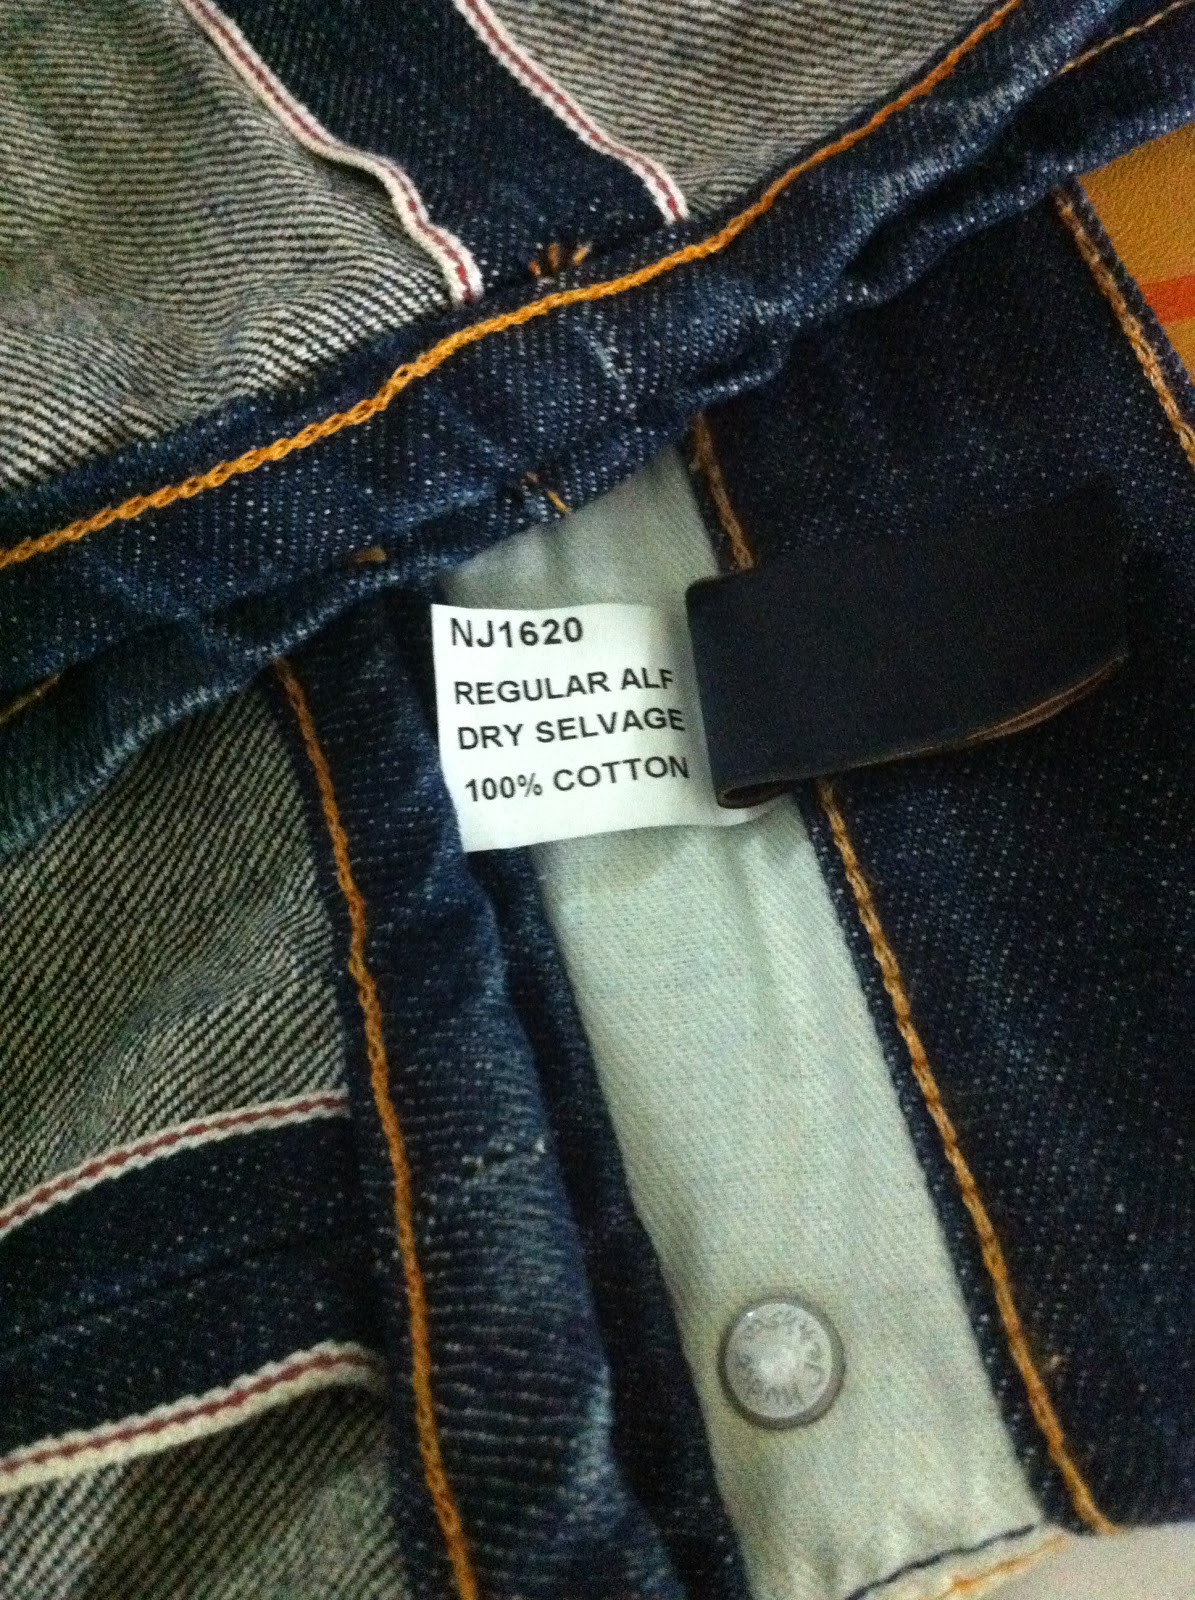 NJ1620
REGULAR ALF
DRY SELVAGE
100% COTTON